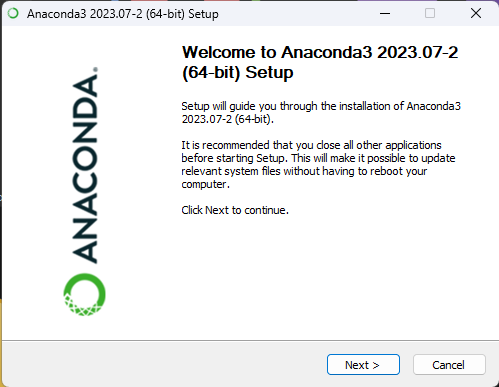 Anaconda3 2023.07-2 (64-bit) Setup
Welcome to Anaconda3 2023.07-2
(64-bit) Setup
Setup will guide you through the installation of Anaconda3
2023.07-2 (64-bit).
It is recommended that you close all other applications
before starting Setup. This will make it possible to update
relevant system files without having to reboot your
computer.
Click Next to continue.
ANACONDA.
Next >
Cancel